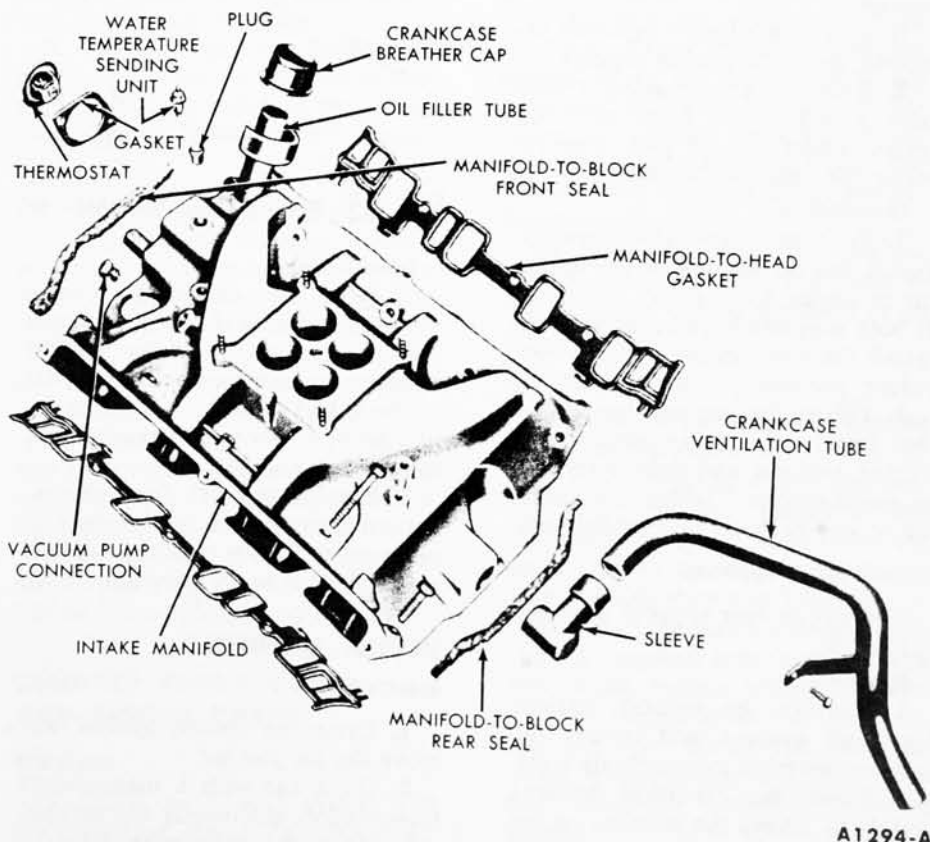 PLUG
WATER
TEMPERATURE
SENDING
UNIT
CRANKCASE
BREATHER CAP
OIL FILLER TUBE
GASKET
THERMOSTAT
MANIFOLD-TO-BLOCK
FRONT SEAL
MANIFOLD-TO-HEAD
GASKET
CRANKCASE
VENTILATION TUBE
VACUUM PUMP
CONNECTION
INTAKE MANIFOLD
SLEEVE
MANIFOLD-TO-BLOCK
REAR SEAL
A1294-A